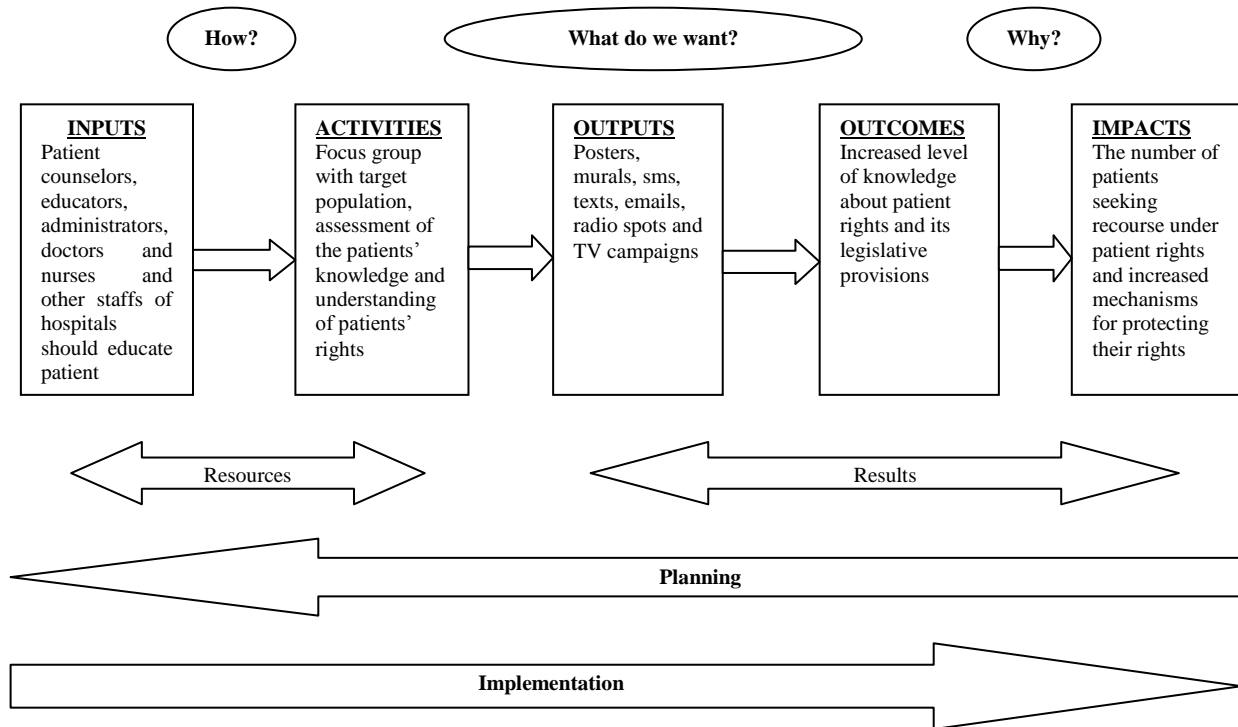 How?
What do we want?
Why?
INPUTS
Patient
counselors,
educators,
administrators,
doctors and
nurses and
other staffs of
hospitals
should educate
patient
ACTIVITIES
Focus group
with target
population,
assessment of
the patients’
knowledge and
understanding
of patients’
rights
OUTPUTS
Posters,
murals, sms,
texts, emails,
radio spots and
TV campaigns
OUTCOMES
Increased level
of knowledge
about patient
rights and its
legislative
provisions
IMPACTS
The number of
patients
seeking
recourse under
patient rights
and increased
mechanisms
for protecting
their rights
Resources
Results
Planning
Implementation